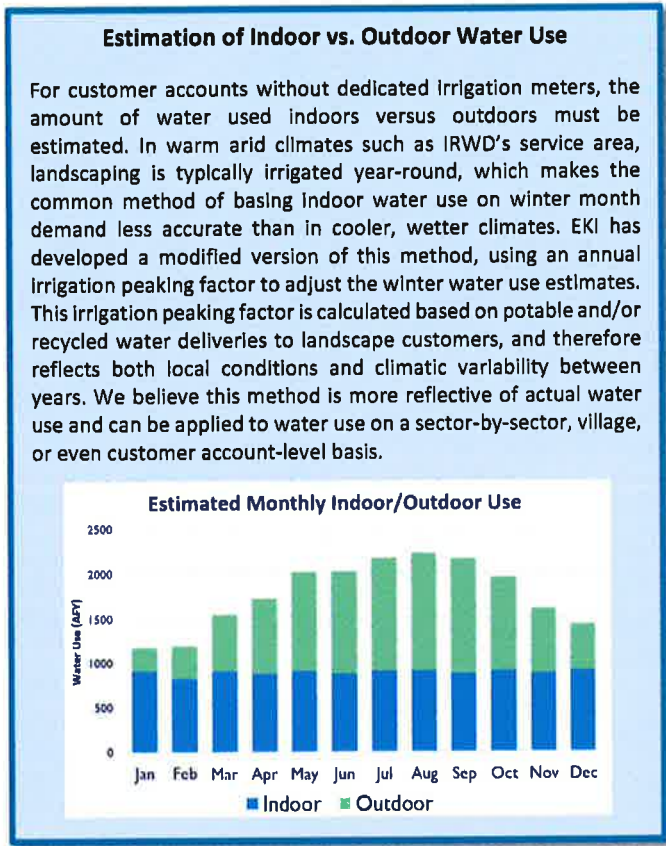 Estimation of Indoor vs. Outdoor Water Use
For customer accounts without dedicated irrigation meters, the
amount of water used indoors versus outdoors must be
estimated. In warm arid climates such as IRWD's service area,
landscaping is typically irrigated year-round, which makes the
common method of basing indoor water use on winter month
demand less accurate than in cooler, wetter climates. EKI has
developed a modified version of this method, using an annual
irrigation peaking factor to adjust the winter water use estimates.
This irrigation peaking factor is calculated based on potable and/or
recycled water deliveries to landscape customers, and therefore
reflects both local conditions and climatic variability between
years. We believe this method is more reflective of actual water
use and can be applied to water use on a sector-by-sector, village,
or even customer account-level basis.
Estimated Monthly Indoor/Outdoor Use
2500
2000
1500
1000
500
0
Water Use (AFY)
Jan Feb Mar Apr May Jun Jul Aug Sep Oct Nov Dec
Indoor Outdoor